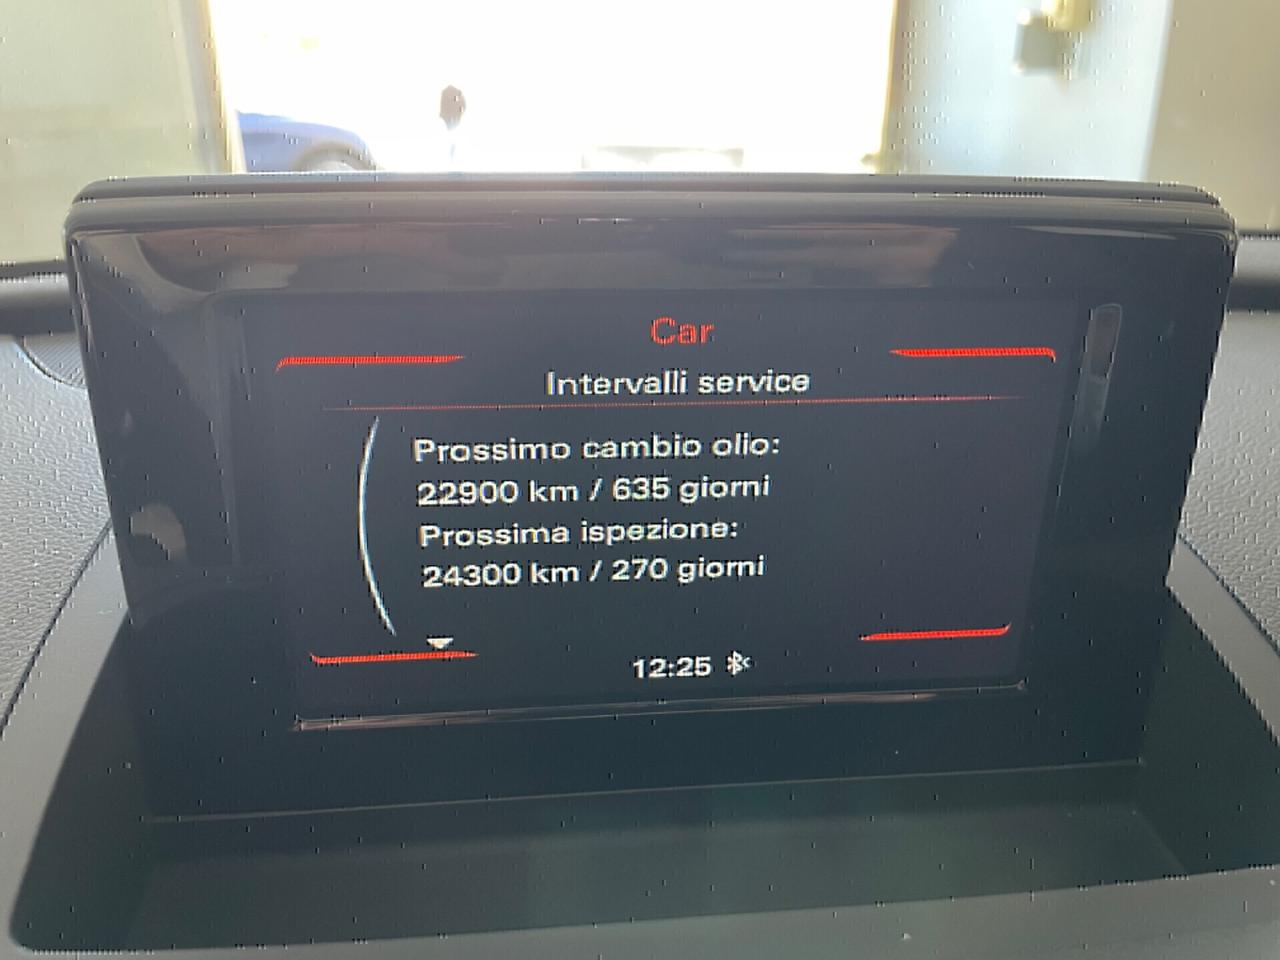 Car
Intervalli service
Prossimo cambio olio:
22900 km / 635 giorni
Prossima ispezione:
24300 km / 270 giorni
12:25